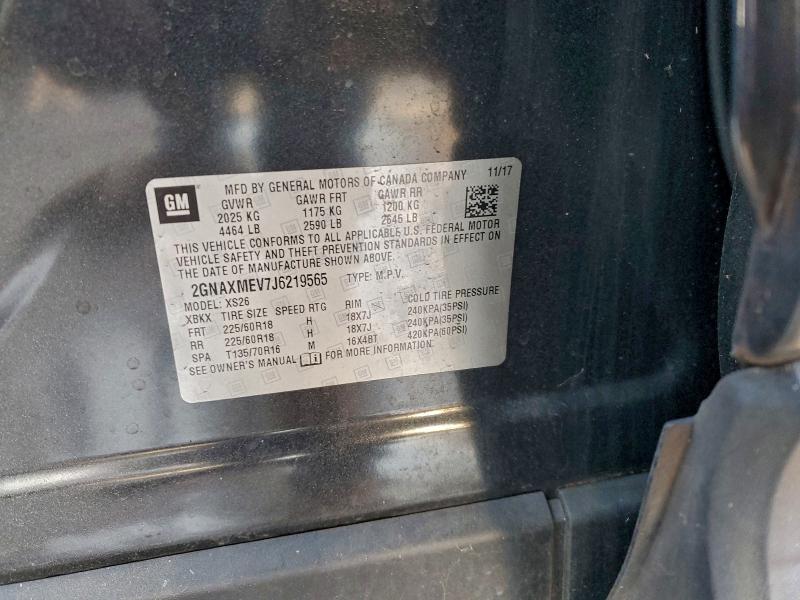 GM
MFD BY GENERAL MOTORS OF CANADA COMPANY 11/17
GVWR GAWR FRT GAWR RR
2025 KG 1175 KG 1200 KG
4464 LB 2590 LB 2645 LB
THIS VEHICLE CONFORMS TO ALL APPLICABLE U.S. FEDERAL MOTOR
VEHICLE SAFETY AND THEFT PREVENTION STANDARDS IN EFFECT ON
THE DATE OF MANUFACTURE SHOWN ABOVE.
2GNAXMEV7J6219565 TYPE: M.P.V.
MODEL: XS26
XBKX TIRE SIZE SPEED RTG RIM COLD TIRE PRESSURE
FRT 225/60R18 H 18X7J 240KPA(35PSI)
RR 225/60R18 H 18X7J 240KPA(35PSI)
SPA T135/70R16 M 16X4BT 420KPA(60PSI)
SEE OWNER'S MANUAL FOR MORE INFORMATION.